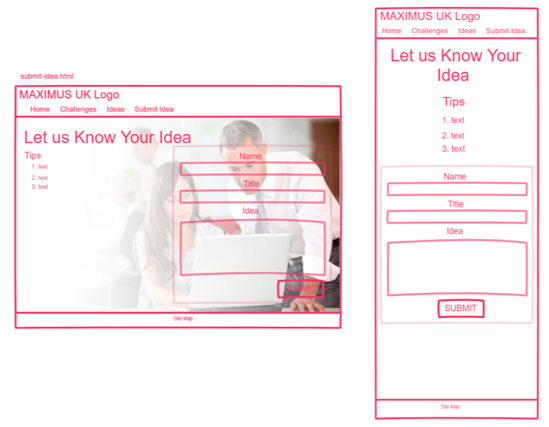 submit-idea.html
MAXIMUS UK Logo
Home Challenges Ideas Submit Idea
Let us Know Your Idea
Tips
1. text
2. text
3. text
Name
Title
Idea
SUBMIT
Site Map
MAXIMUS UK Logo
Home Challenges Ideas Submit Idea
Let us Know Your
Idea
Tips
1. text
2. text
3. text
Name
Title
Idea
SUBMIT
Site Map